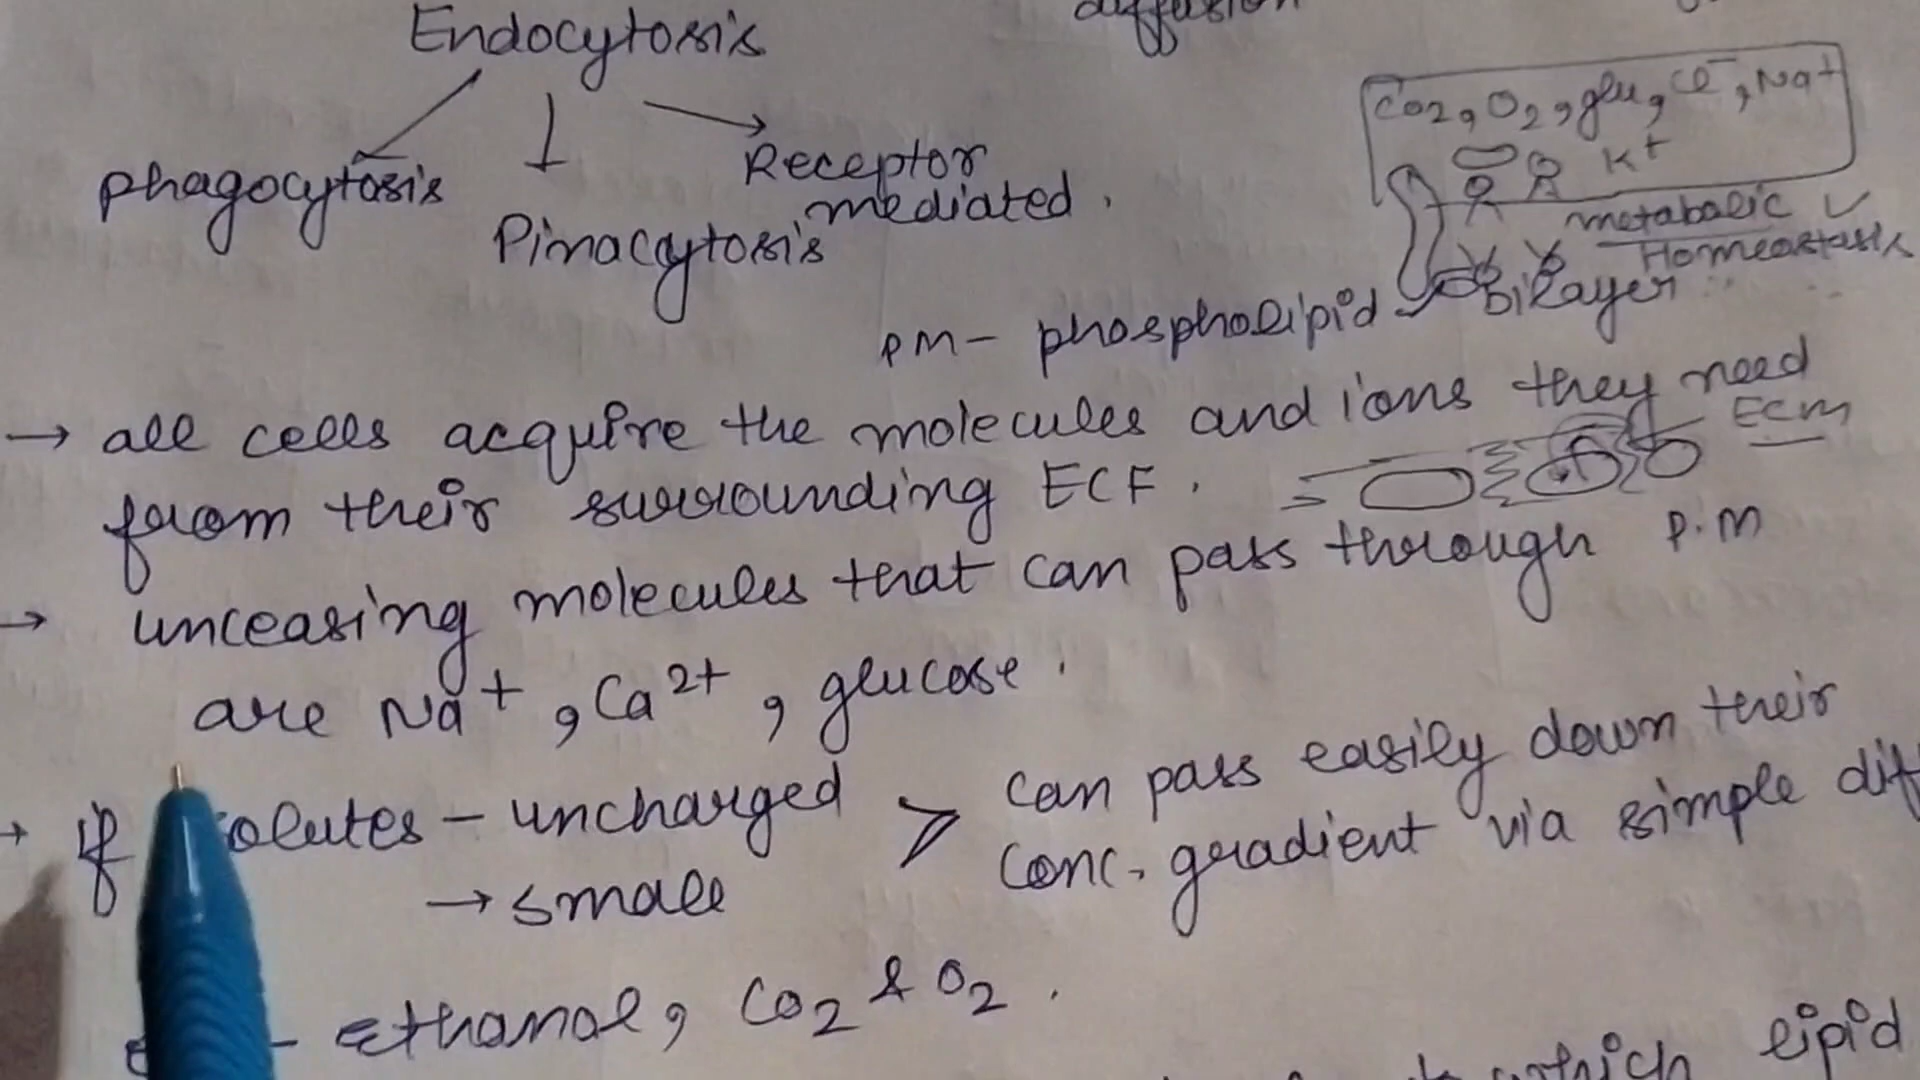 diffusion
Endocytosis
CO2, O2, glu, Cl-, Na+
K+
phagocytosis
Receptor
mediated.
Pinacytosis
metabolic
Homeostasis
PM - phospholipid bilayer
→ all cells acquire the molecules and ions they need
ECM
from their surrounding ECF.
→ unceasing molecules that can pass through P.M
are Na+, Ca2+, glucose.
→ if solutes - uncharged > can pass easily down their
→ small conc. gradient via simple dif
- Ethanol, CO2 & O2.
which lipid